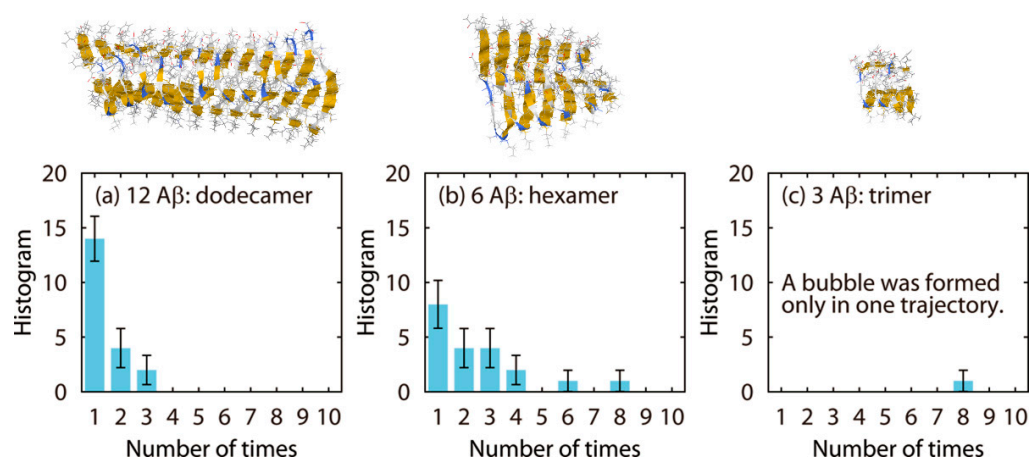 20
15
10
5
0
Histogram
(a) 12 Aβ: dodecamer
1 2 3 4 5 6 7 8 9 10
Number of times
20
15
10
5
0
Histogram
(b) 6 Aβ: hexamer
1 2 3 4 5 6 7 8 9 10
Number of times
20
15
10
5
0
Histogram
(c) 3 Aβ: trimer
A bubble was formed
only in one trajectory.
1 2 3 4 5 6 7 8 9 10
Number of times